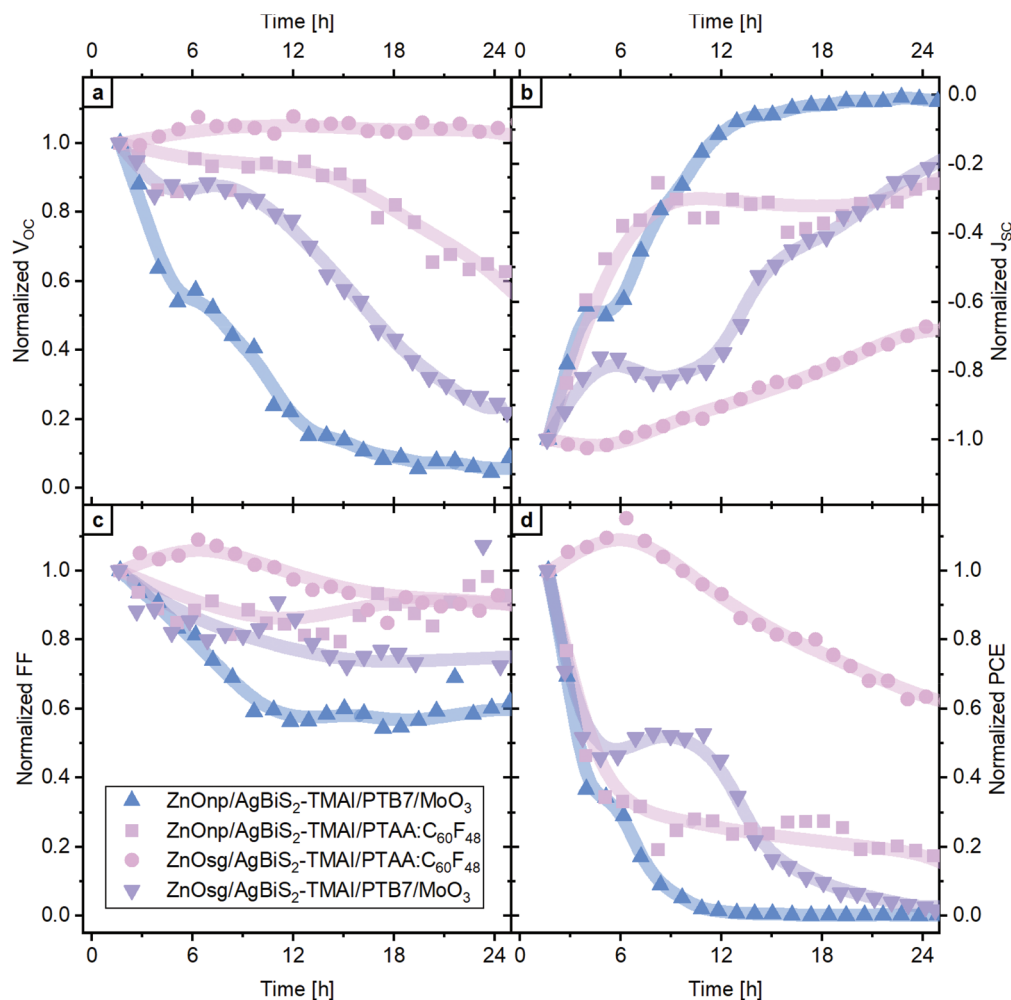 Time [h]
Time [h]
0 6 12 18 24
0 6 12 18 24
a
b
Normalized V_OC
1.0
0.8
0.6
0.4
0.2
0.0
0.0
-0.2
-0.4
-0.6
-0.8
-1.0
Normalized J_SC
c
d
Normalized FF
1.0
0.8
0.6
0.4
0.2
0.0
1.0
0.8
0.6
0.4
0.2
0.0
Normalized PCE
ZnOnp/AgBiS₂-TMAI/PTB7/MoO₃
ZnOnp/AgBiS₂-TMAI/PTAA:C₆₀F₄₈
ZnOsg/AgBiS₂-TMAI/PTAA:C₆₀F₄₈
ZnOsg/AgBiS₂-TMAI/PTB7/MoO₃
0 6 12 18 24
0 6 12 18 24
Time [h]
Time [h]